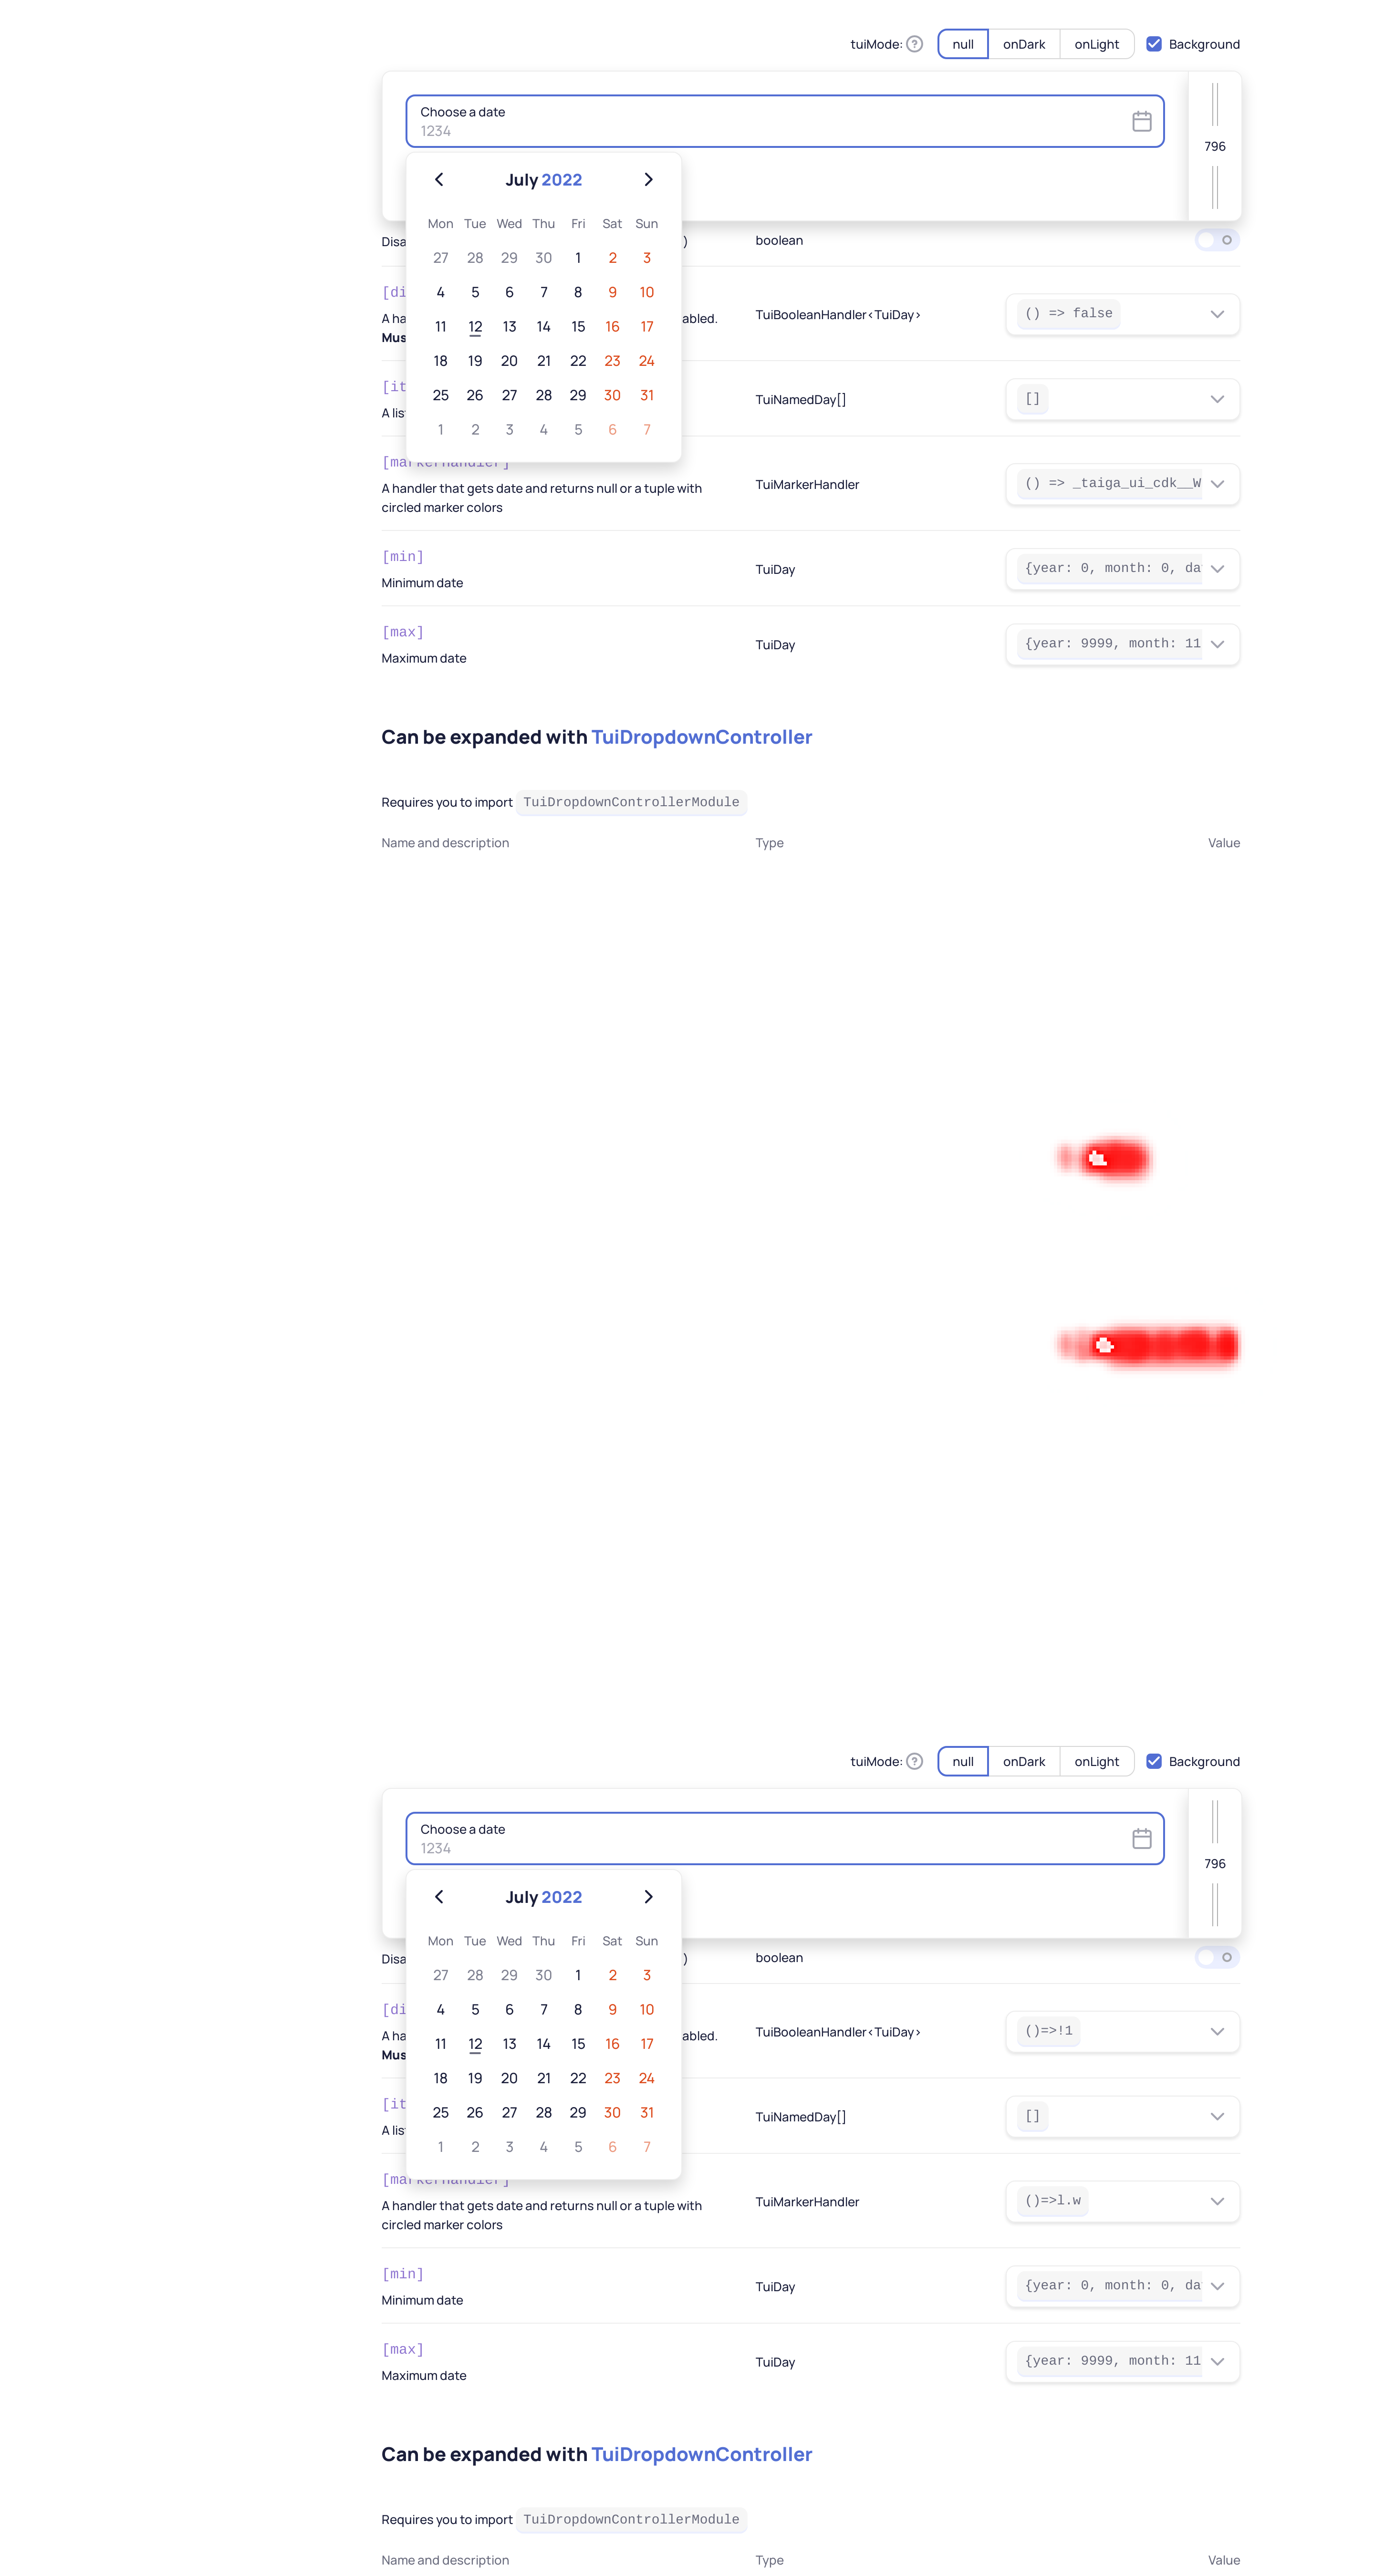 tuiMode: ? null onDark onLight Background
Choose a date
1234
796
July 2022
Mon Tue Wed Thu Fri Sat Sun
27 28 29 30 1 2 3
4 5 6 7 8 9 10
11 12 13 14 15 16 17
18 19 20 21 22 23 24
25 26 27 28 29 30 31
1 2 3 4 5 6 7
Disa ) boolean
[di
A ha abled. TuiBooleanHandler<TuiDay> () => false
Mus
[it
A lis TuiNamedDay[] []
[markerHandler]
A handler that gets date and returns null or a tuple with TuiMarkerHandler () => _taiga_ui_cdk__W
circled marker colors
[min]
Minimum date TuiDay {year: 0, month: 0, da
[max]
Maximum date TuiDay {year: 9999, month: 11
Can be expanded with TuiDropdownController
Requires you to import TuiDropdownControllerModule
Name and description Type Value
tuiMode: ? null onDark onLight Background
Choose a date
1234
796
July 2022
Mon Tue Wed Thu Fri Sat Sun
27 28 29 30 1 2 3
4 5 6 7 8 9 10
11 12 13 14 15 16 17
18 19 20 21 22 23 24
25 26 27 28 29 30 31
1 2 3 4 5 6 7
Disa ) boolean
[di
A ha abled. TuiBooleanHandler<TuiDay> ()=>!1
Mus
[it
A lis TuiNamedDay[] []
[markerHandler]
A handler that gets date and returns null or a tuple with TuiMarkerHandler ()=>l.w
circled marker colors
[min]
Minimum date TuiDay {year: 0, month: 0, da
[max]
Maximum date TuiDay {year: 9999, month: 11
Can be expanded with TuiDropdownController
Requires you to import TuiDropdownControllerModule
Name and description Type Value